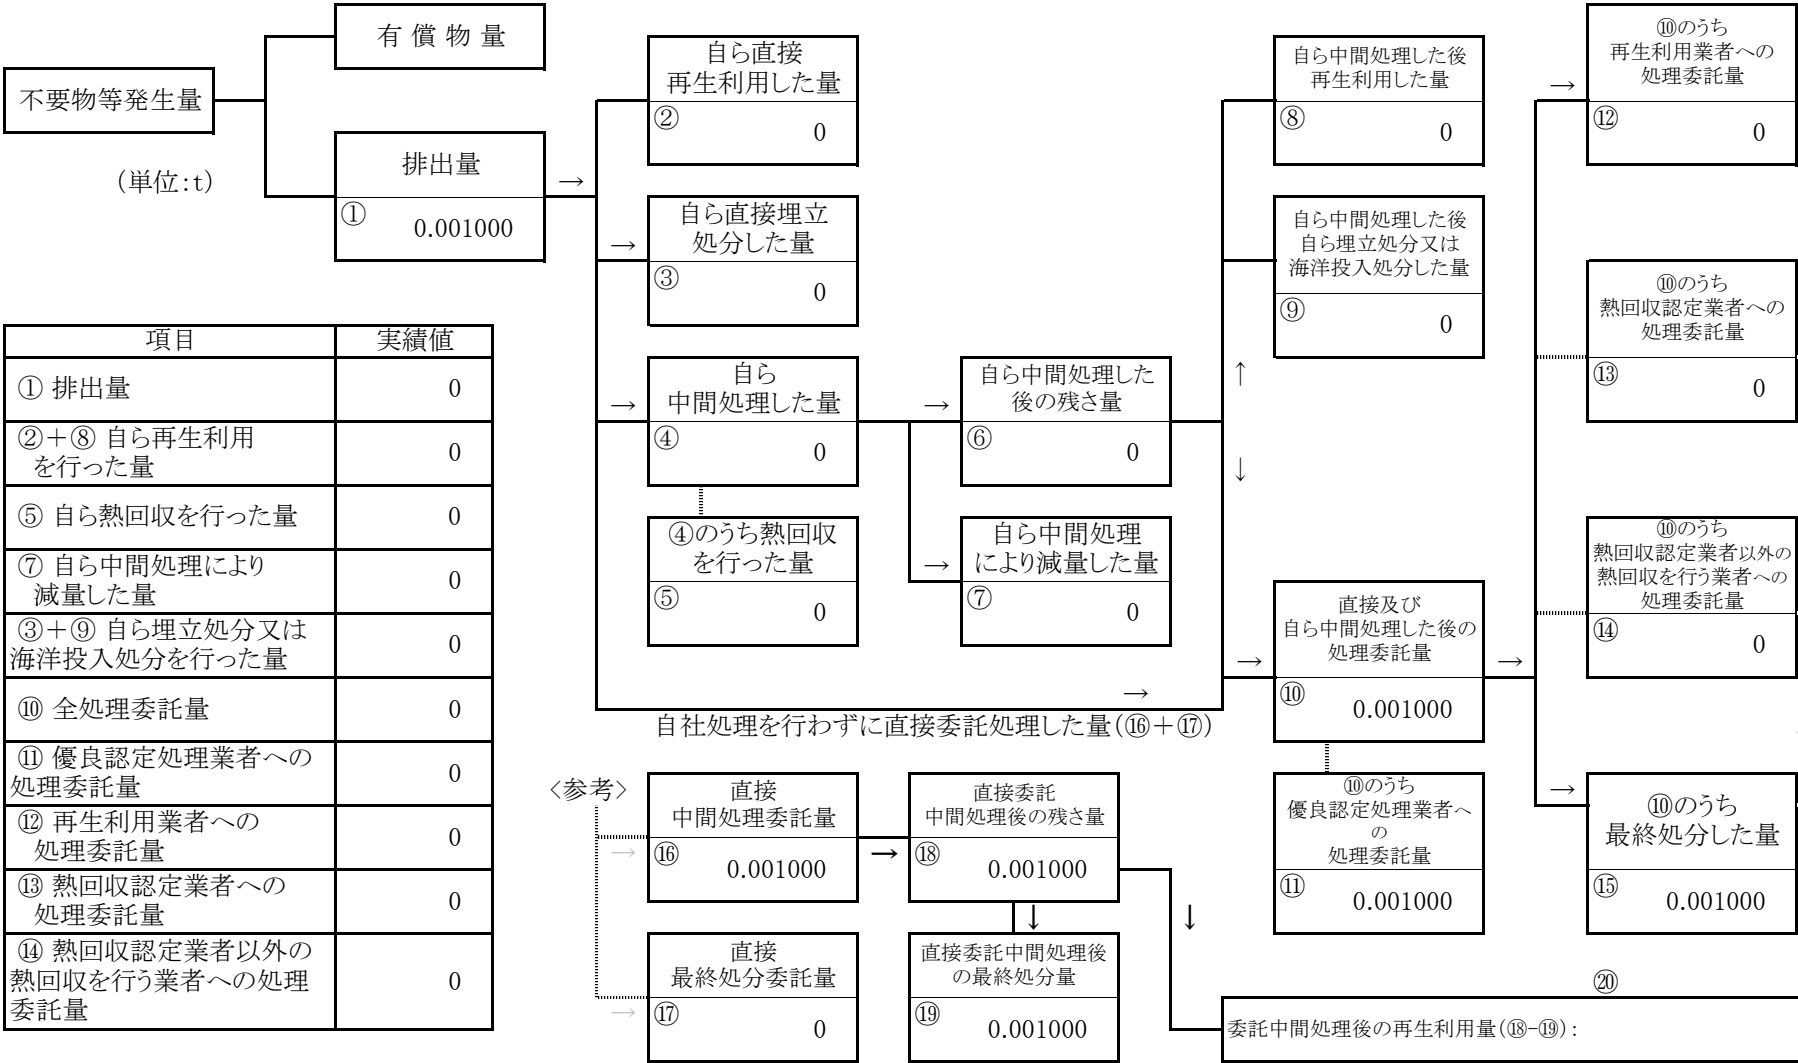 有 償 物 量
不要物等発生量
(単位:t)
排出量
①
0.001000
→
自ら直接
再生利用した量
②
0
→
自ら直接埋立
処分した量
③
0
→
自ら
中間処理した量
④
0
④のうち熱回収
を行った量
⑤
0
→
自ら中間処理した
後の残さ量
⑥
0
→
自ら中間処理
により減量した量
⑦
0
→
自社処理を行わずに直接委託処理した量(⑯+⑰)
自ら中間処理した後
再生利用した量
⑧
0
自ら中間処理した後
自ら埋立処分又は
海洋投入処分した量
⑨
0
↑
↓
→
直接及び
自ら中間処理した後の
処理委託量
⑩
0.001000
⑩のうち
優良認定処理業者へ
の
処理委託量
⑪
0.001000
→
→
⑩のうち
再生利用業者への
処理委託量
⑫
0
⑩のうち
熱回収認定業者への
処理委託量
⑬
0
⑩のうち
熱回収認定業者以外の
熱回収を行う業者への
処理委託量
⑭
0
→
⑩のうち
最終処分した量
⑮
0.001000
項目 実績値
① 排出量 0
②+⑧ 自ら再生利用
を行った量 0
⑤ 自ら熱回収を行った量 0
⑦ 自ら中間処理により
減量した量 0
③+⑨ 自ら埋立処分又は
海洋投入処分を行った量 0
⑩ 全処理委託量 0
⑪ 優良認定処理業者への
処理委託量 0
⑫ 再生利用業者への
処理委託量 0
⑬ 熱回収認定業者への
処理委託量 0
⑭ 熱回収認定業者以外の
熱回収を行う業者への処理
委託量 0
<参考>
→
直接
中間処理委託量
⑯
0.001000
→
直接委託
中間処理後の残さ量
⑱
0.001000
↓
↓
→
直接
最終処分委託量
⑰
0
直接委託中間処理後
の最終処分量
⑲
0.001000
⑳
委託中間処理後の再生利用量(⑱-⑲):